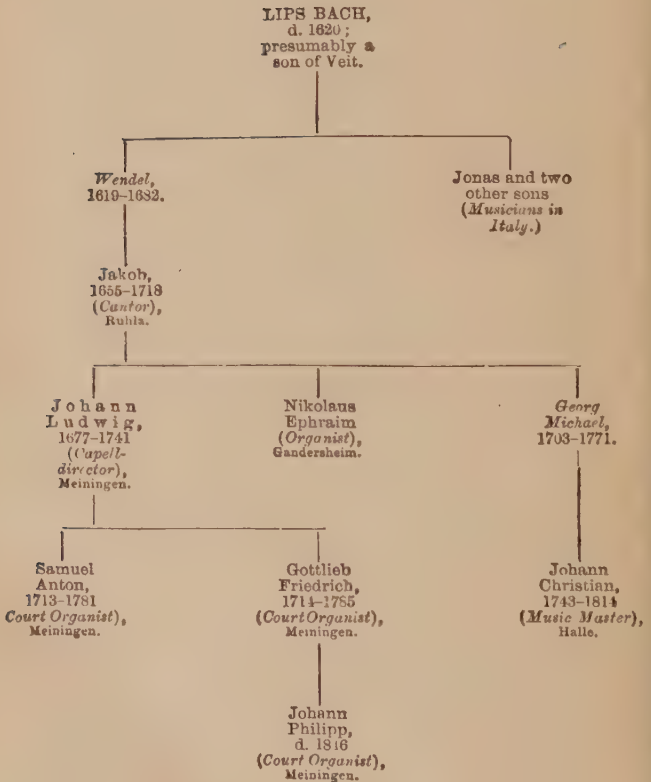 LIPS BACH,
d. 1620;
presumably a
son of Veit.
Wendel,
1619-1682.
Jonas and two
other sons
(Musicians in
Italy.)
Jakob,
1655-1718
(Cantor),
Ruhla.
Johann
Ludwig,
1677-1741
(Capell-
director),
Meiningen.
Nikolaus
Ephraim
(Organist),
Gandersheim.
Georg
Michael,
1703-1771.
Samuel
Anton,
1713-1781
Court Organist),
Meiningen.
Gottlieb
Friedrich,
1714-1785
(Court Organist),
Meiningen.
Johann
Christian,
1743-1814
(Music Master),
Halle.
Johann
Philipp,
d. 1846
(Court Organist),
Meiningen.